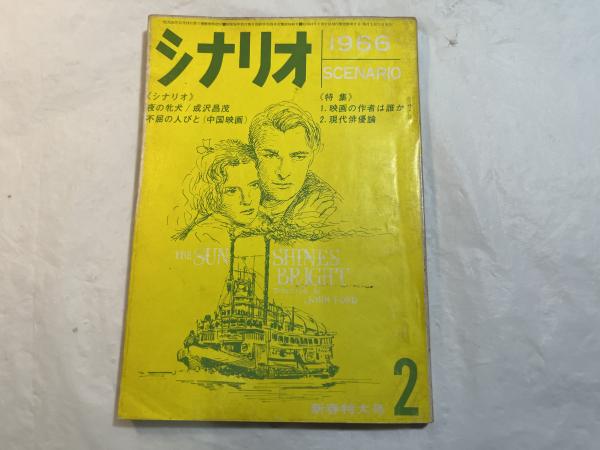 シナリオ
1966
SCENARIO
《シナリオ》
夜の牝犬/成沢昌茂
不屈の人びと(中国映画)
《特集》
1.映画の作者は誰か?
2.現代俳優論
THE SUN SHINES
BRIGHT
JOHN FORD
新春特大号
2